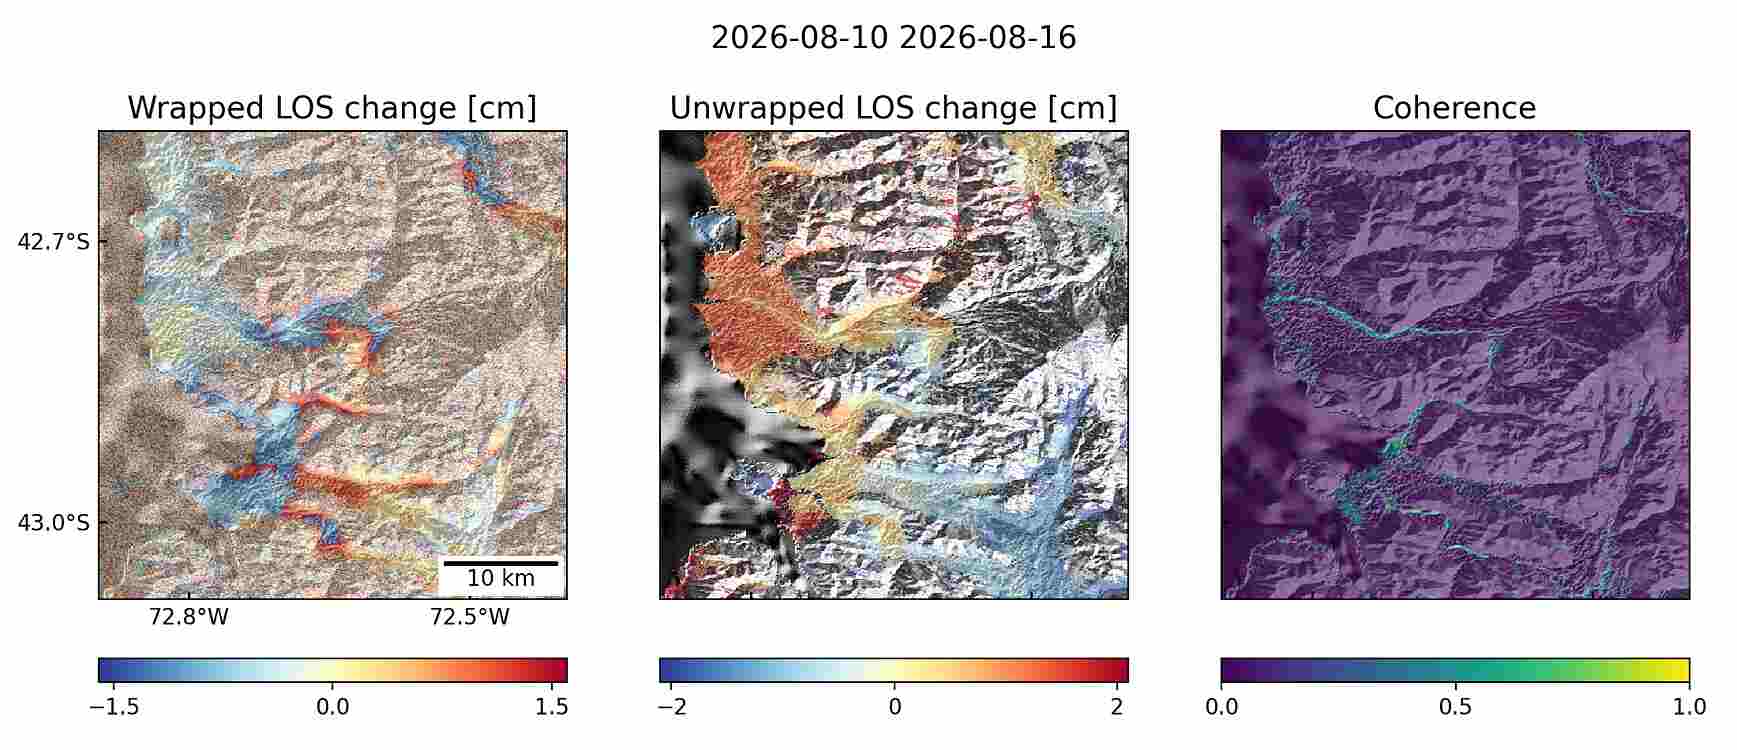 2026-08-10 2026-08-16
Wrapped LOS change [cm]
Unwrapped LOS change [cm]
Coherence
42.7°S
43.0°S
10 km
72.8°W
72.5°W
−1.5
0.0
1.5
−2
0
2
0.0
0.5
1.0